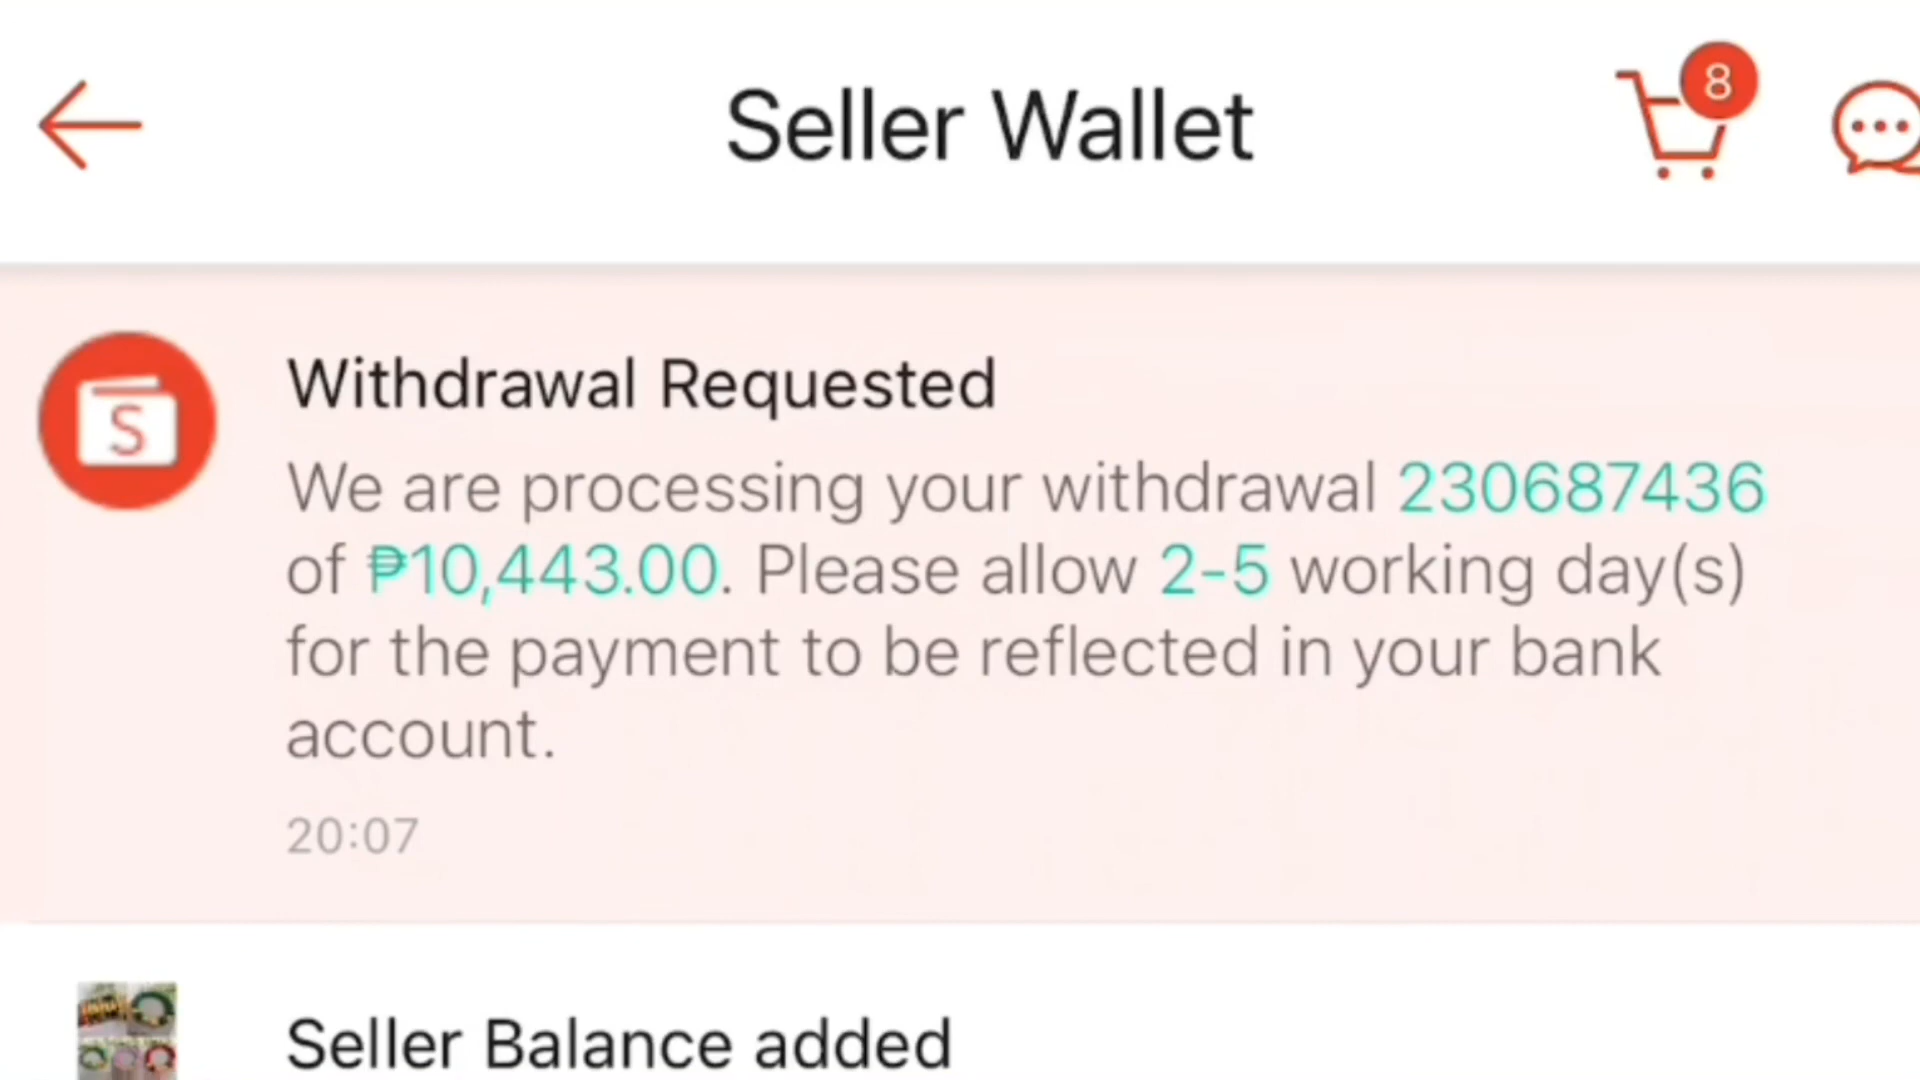 Seller Wallet
8
Withdrawal Requested
S
We are processing your withdrawal 230687436
of ₱10,443.00. Please allow 2-5 working day(s)
for the payment to be reflected in your bank
account.
20:07
Seller Balance added